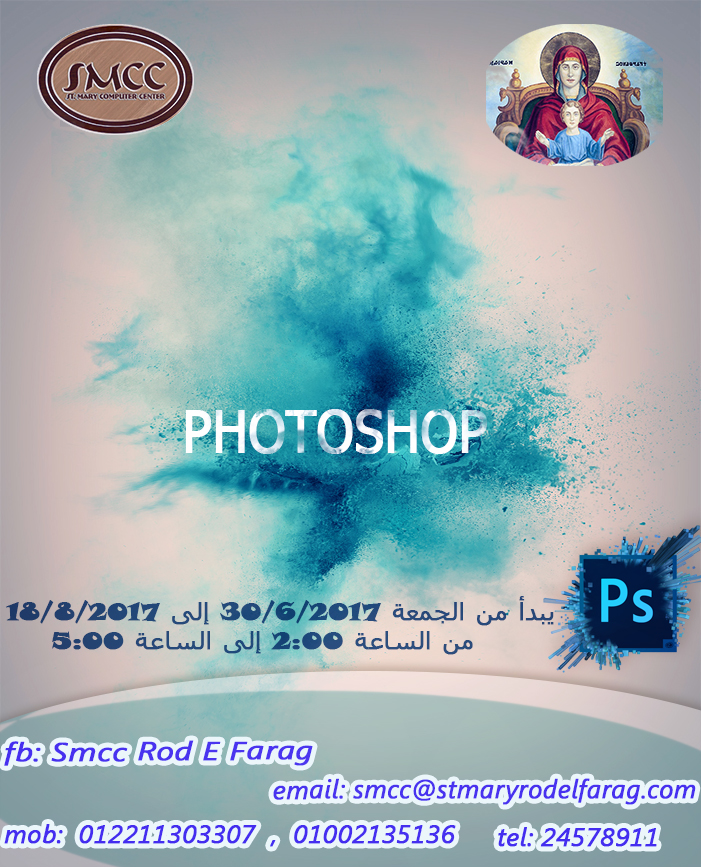 SMCC
ST. MARY COMPUTER CENTER
PHOTOSHOP
Ps
يبدأ من الجمعة 30/6/2017 إلى 18/8/2017
من الساعة 2:00 إلى الساعة 5:00
fb: Smcc Rod E Farag
email: smcc@stmaryrodelfarag.com
mob: 012211303307 , 01002135136
tel: 24578911